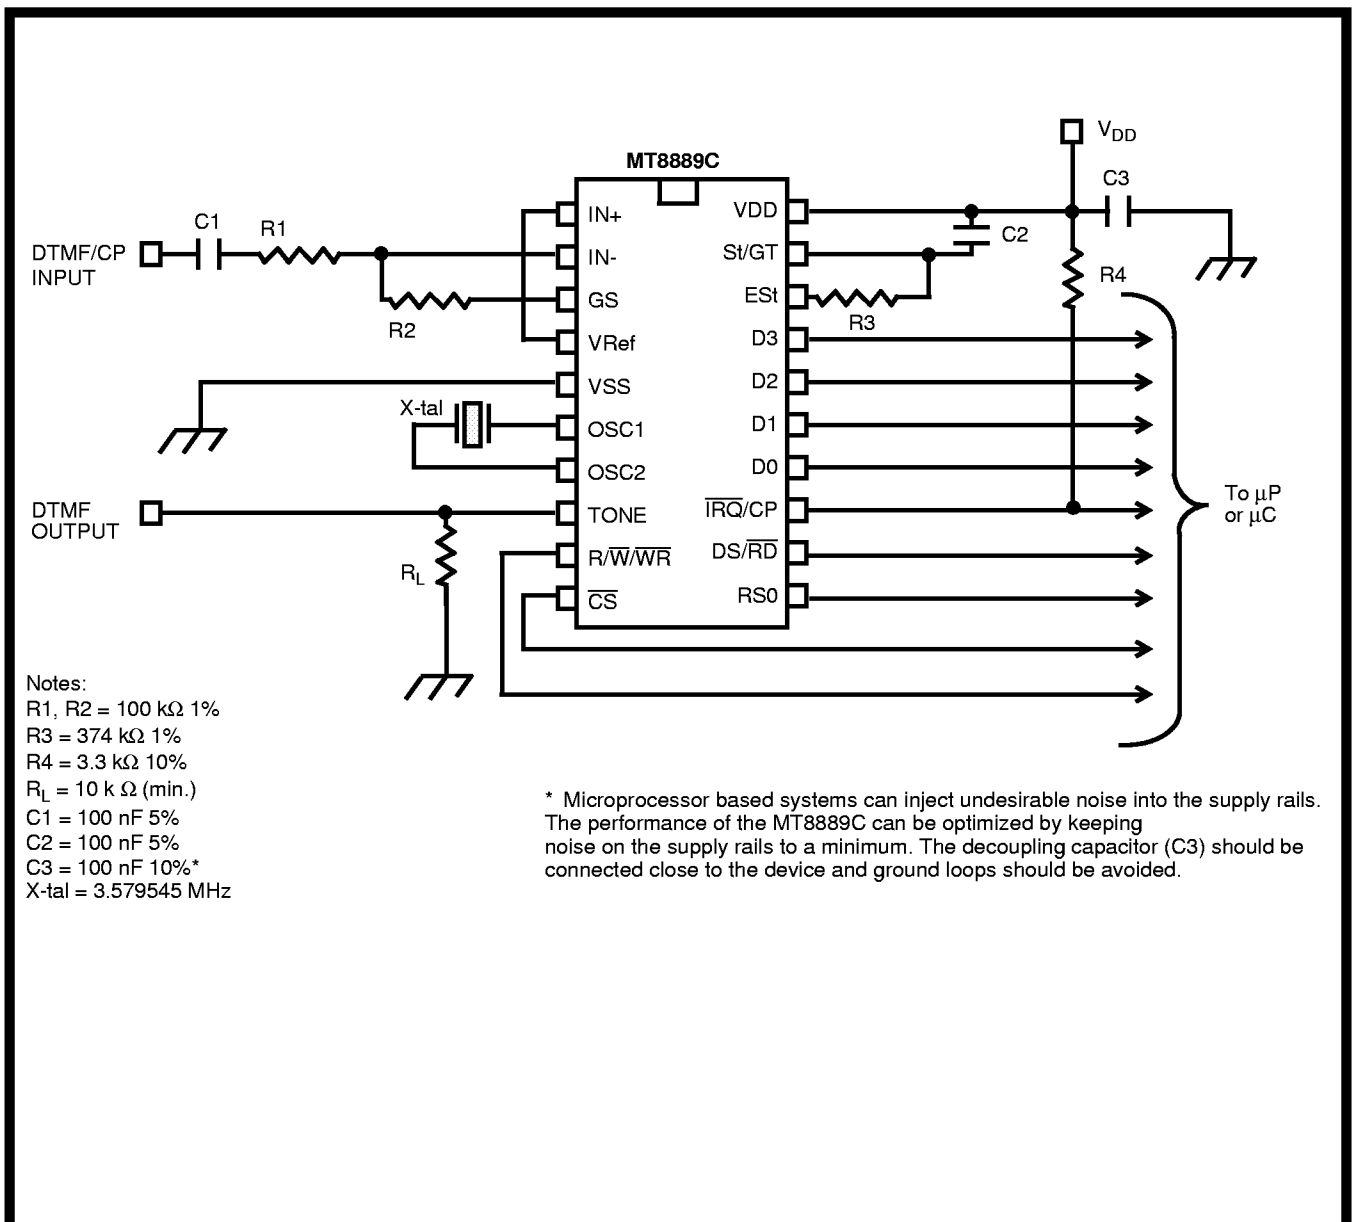 MT8889C
VDD
C3
C1
R1
DTMF/CP
INPUT
R2
IN+
IN-
GS
VRef
VSS
OSC1
OSC2
TONE
R/W̅/W̅R̅
C̅S̅
VDD
St/GT
ESt
D3
D2
D1
D0
I̅R̅Q̅/CP
DS/R̅D̅
RS0
C2
R4
R3
X-tal
DTMF
OUTPUT
RL
To µP
or µC
Notes:
R1, R2 = 100 kΩ 1%
R3 = 374 kΩ 1%
R4 = 3.3 kΩ 10%
RL = 10 k Ω (min.)
C1 = 100 nF 5%
C2 = 100 nF 5%
C3 = 100 nF 10%*
X-tal = 3.579545 MHz
* Microprocessor based systems can inject undesirable noise into the supply rails.
The performance of the MT8889C can be optimized by keeping
noise on the supply rails to a minimum. The decoupling capacitor (C3) should be
connected close to the device and ground loops should be avoided.